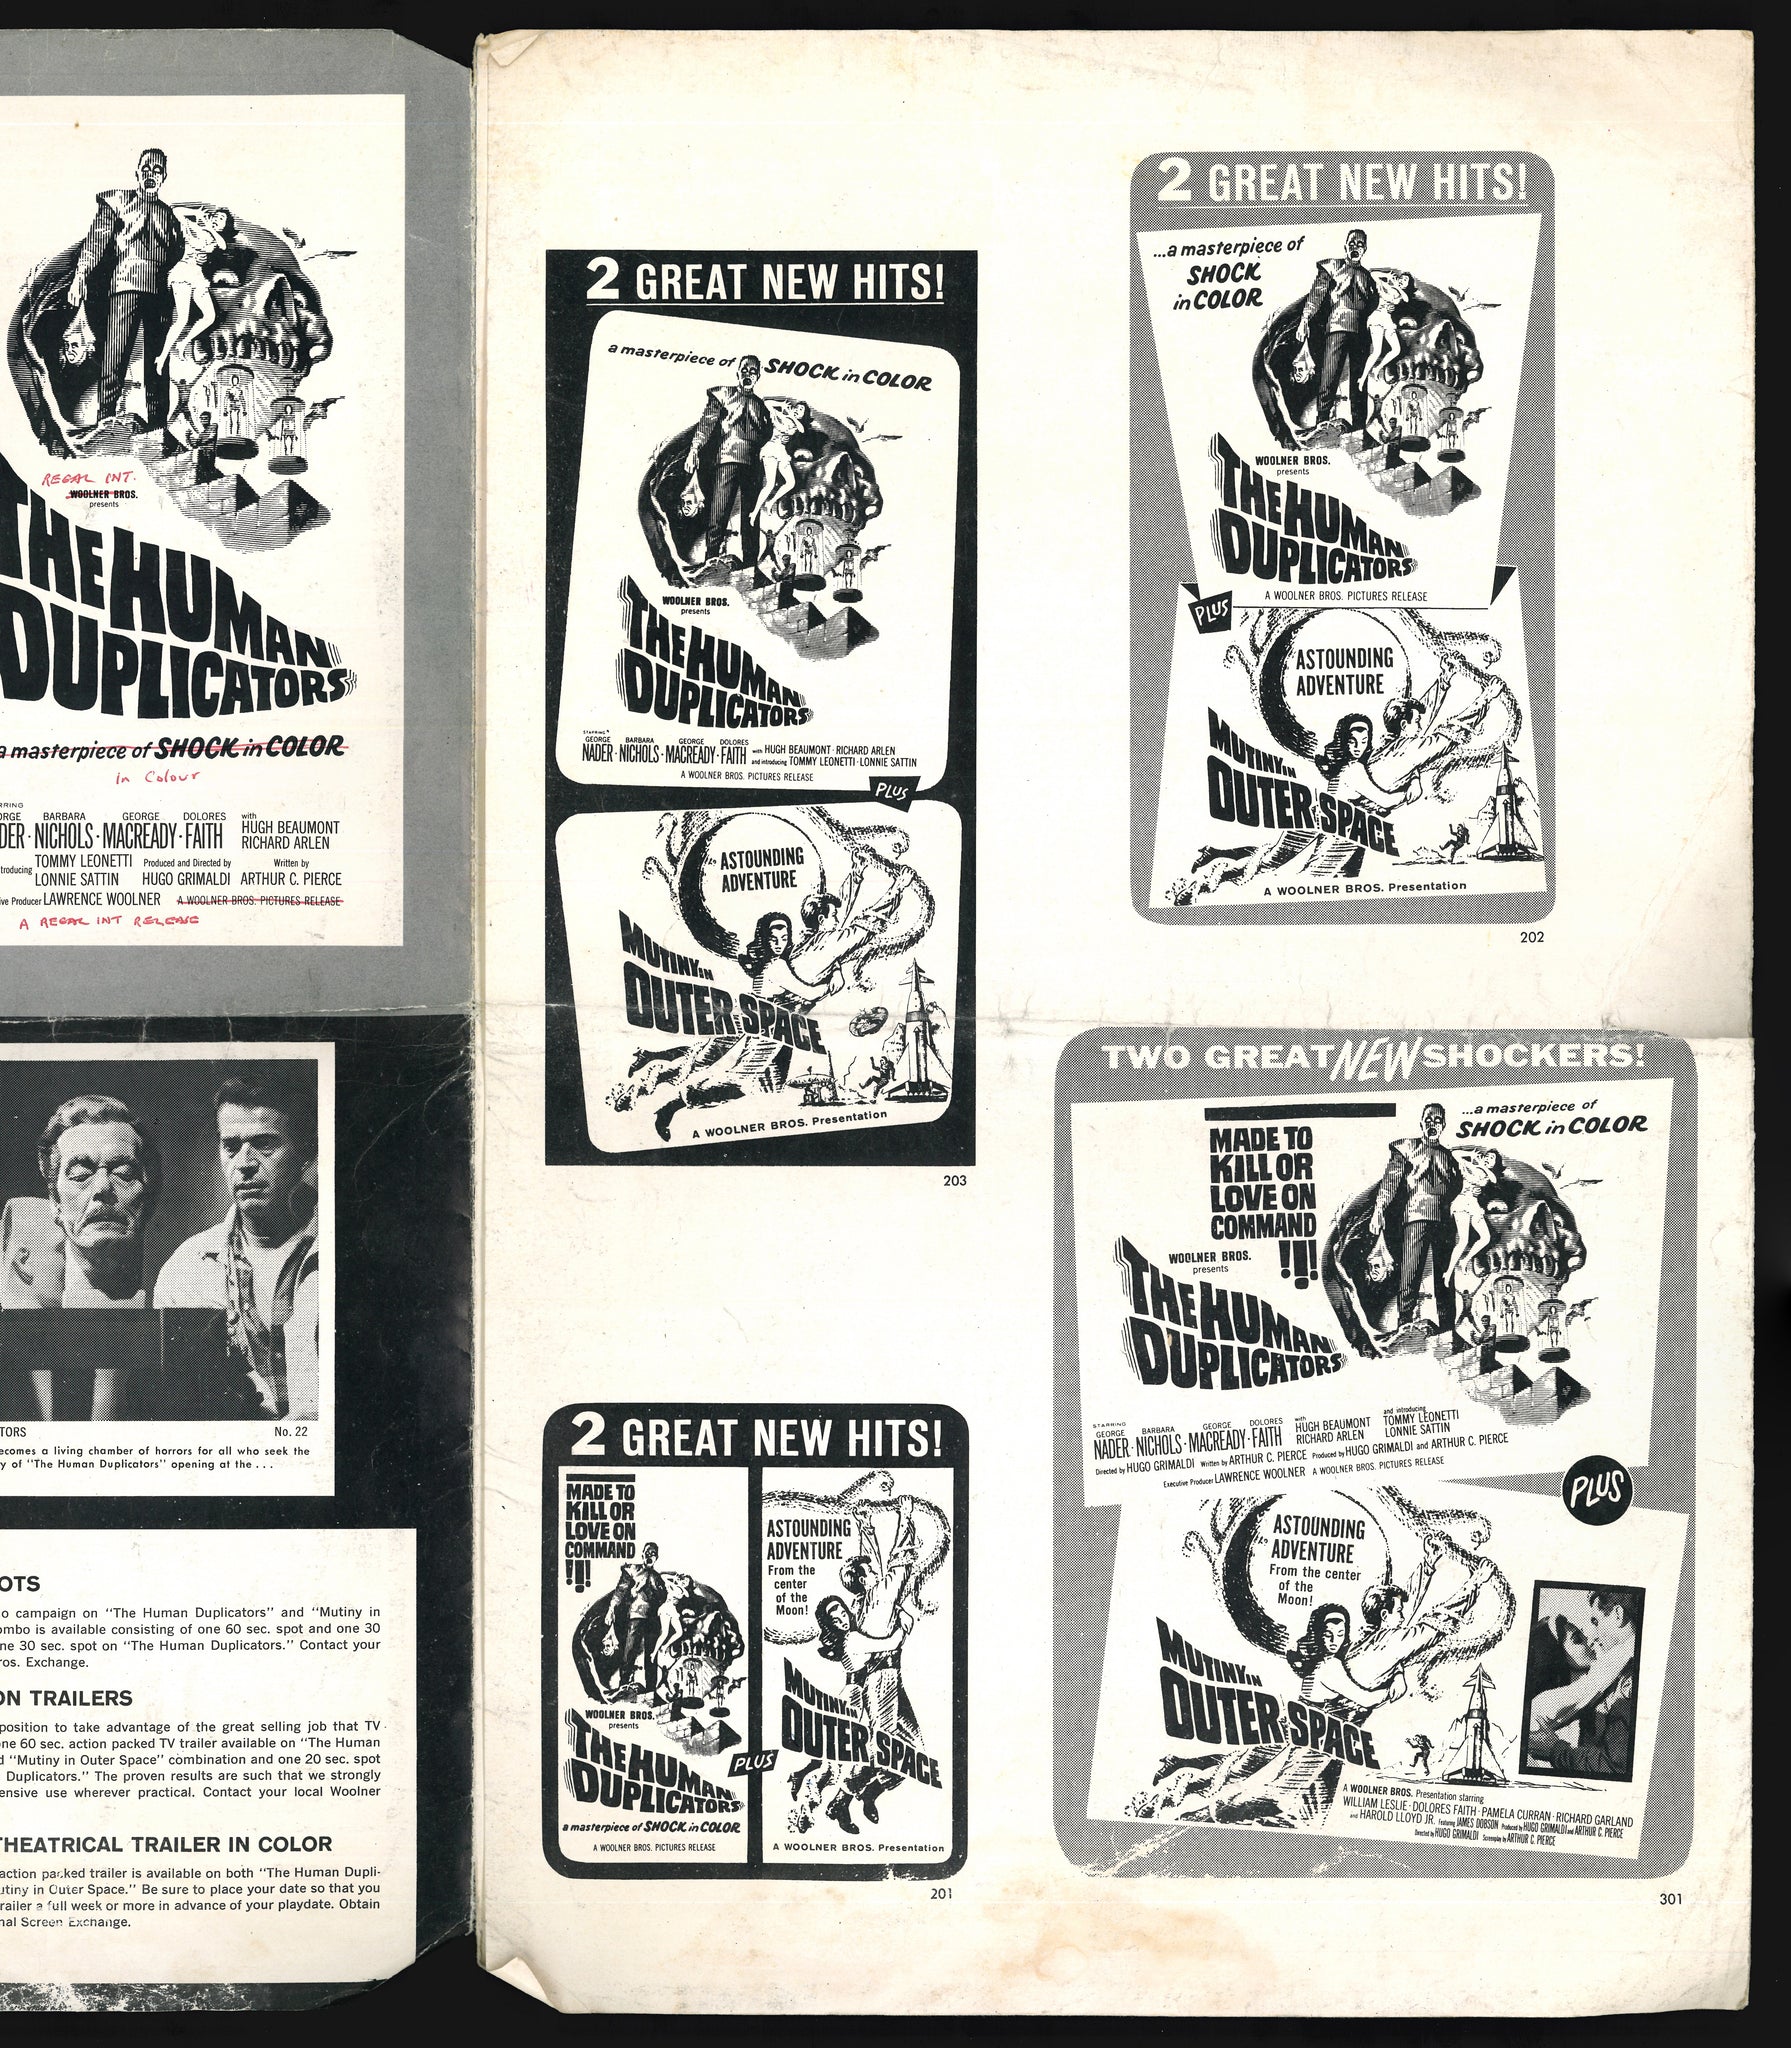 REGAL INT.
WOOLNER BROS.
presents
THE HUMAN
DUPLICATORS
a masterpiece of SHOCK in COLOR
in Colour
BARBARA GEORGE DOLORES with
NICHOLS · MACREADY · FAITH HUGH BEAUMONT
RICHARD ARLEN
TOMMY LEONETTI Produced and Directed by Written by
LONNIE SATTIN HUGO GRIMALDI ARTHUR C. PIERCE
LAWRENCE WOOLNER A WOOLNER BROS. PICTURES RELEASE
A REGAL INT RELEASE
No. 22
ecomes a living chamber of horrors for all who seek the
y of "The Human Duplicators" opening at the . . .
OTS
o campaign on "The Human Duplicators" and "Mutiny in
ombo is available consisting of one 60 sec. spot and one 30
ne 30 sec. spot on "The Human Duplicators." Contact your
ros. Exchange.
ON TRAILERS
position to take advantage of the great selling job that TV
one 60 sec. action packed TV trailer available on "The Human
d "Mutiny in Outer Space" combination and one 20 sec. spot
Duplicators." The proven results are such that we strongly
ensive use wherever practical. Contact your local Woolner
THEATRICAL TRAILER IN COLOR
action packed trailer is available on both "The Human Dupli-
utiny in Outer Space." Be sure to place your date so that you
railer a full week or more in advance of your playdate. Obtain
nal Screen Exchange.
2 GREAT NEW HITS!
a masterpiece of SHOCK in COLOR
WOOLNER BROS.
presents
THE HUMAN
DUPLICATORS
STARRING
GEORGE BARBARA GEORGE DOLORES
NADER · NICHOLS · MACREADY · FAITH with HUGH BEAUMONT · RICHARD ARLEN
and introducing TOMMY LEONETTI · LONNIE SATTIN
A WOOLNER BROS. PICTURES RELEASE
PLUS
ASTOUNDING
ADVENTURE
MUTINY IN
OUTER SPACE
A WOOLNER BROS. Presentation
203
2 GREAT NEW HITS!
...a masterpiece of
SHOCK
in COLOR
WOOLNER BROS.
presents
THE HUMAN
DUPLICATORS
A WOOLNER BROS. PICTURES RELEASE
PLUS
ASTOUNDING
ADVENTURE
MUTINY IN
OUTER SPACE
A WOOLNER BROS. Presentation
202
2 GREAT NEW HITS!
MADE TO
KILL OR
LOVE ON
COMMAND
!!!
WOOLNER BROS.
presents
THE HUMAN
DUPLICATORS
a masterpiece of SHOCK in COLOR
A WOOLNER BROS. PICTURES RELEASE
PLUS
ASTOUNDING
ADVENTURE
From the
center
of the
Moon!
MUTINY IN
OUTER SPACE
A WOOLNER BROS. Presentation
201
TWO GREAT NEW SHOCKERS!
MADE TO
KILL OR
LOVE ON
COMMAND
!!!
...a masterpiece of
SHOCK in COLOR
WOOLNER BROS.
presents
THE HUMAN
DUPLICATORS
STARRING
GEORGE BARBARA GEORGE DOLORES with and introducing
NADER · NICHOLS · MACREADY · FAITH HUGH BEAUMONT TOMMY LEONETTI
RICHARD ARLEN LONNIE SATTIN
Directed by HUGO GRIMALDI Written by ARTHUR C. PIERCE Produced by HUGO GRIMALDI and ARTHUR C. PIERCE
Executive Producer LAWRENCE WOOLNER A WOOLNER BROS. PICTURES RELEASE
PLUS
ASTOUNDING
ADVENTURE
From the center
of the
Moon!
MUTINY IN
OUTER SPACE
A WOOLNER BROS. Presentation starring
WILLIAM LESLIE · DOLORES FAITH · PAMELA CURRAN · RICHARD GARLAND
and HAROLD LLOYD JR. Featuring JAMES DOBSON Produced by HUGO GRIMALDI and ARTHUR C. PIERCE
Directed by HUGO GRIMALDI Screenplay by ARTHUR C. PIERCE
301